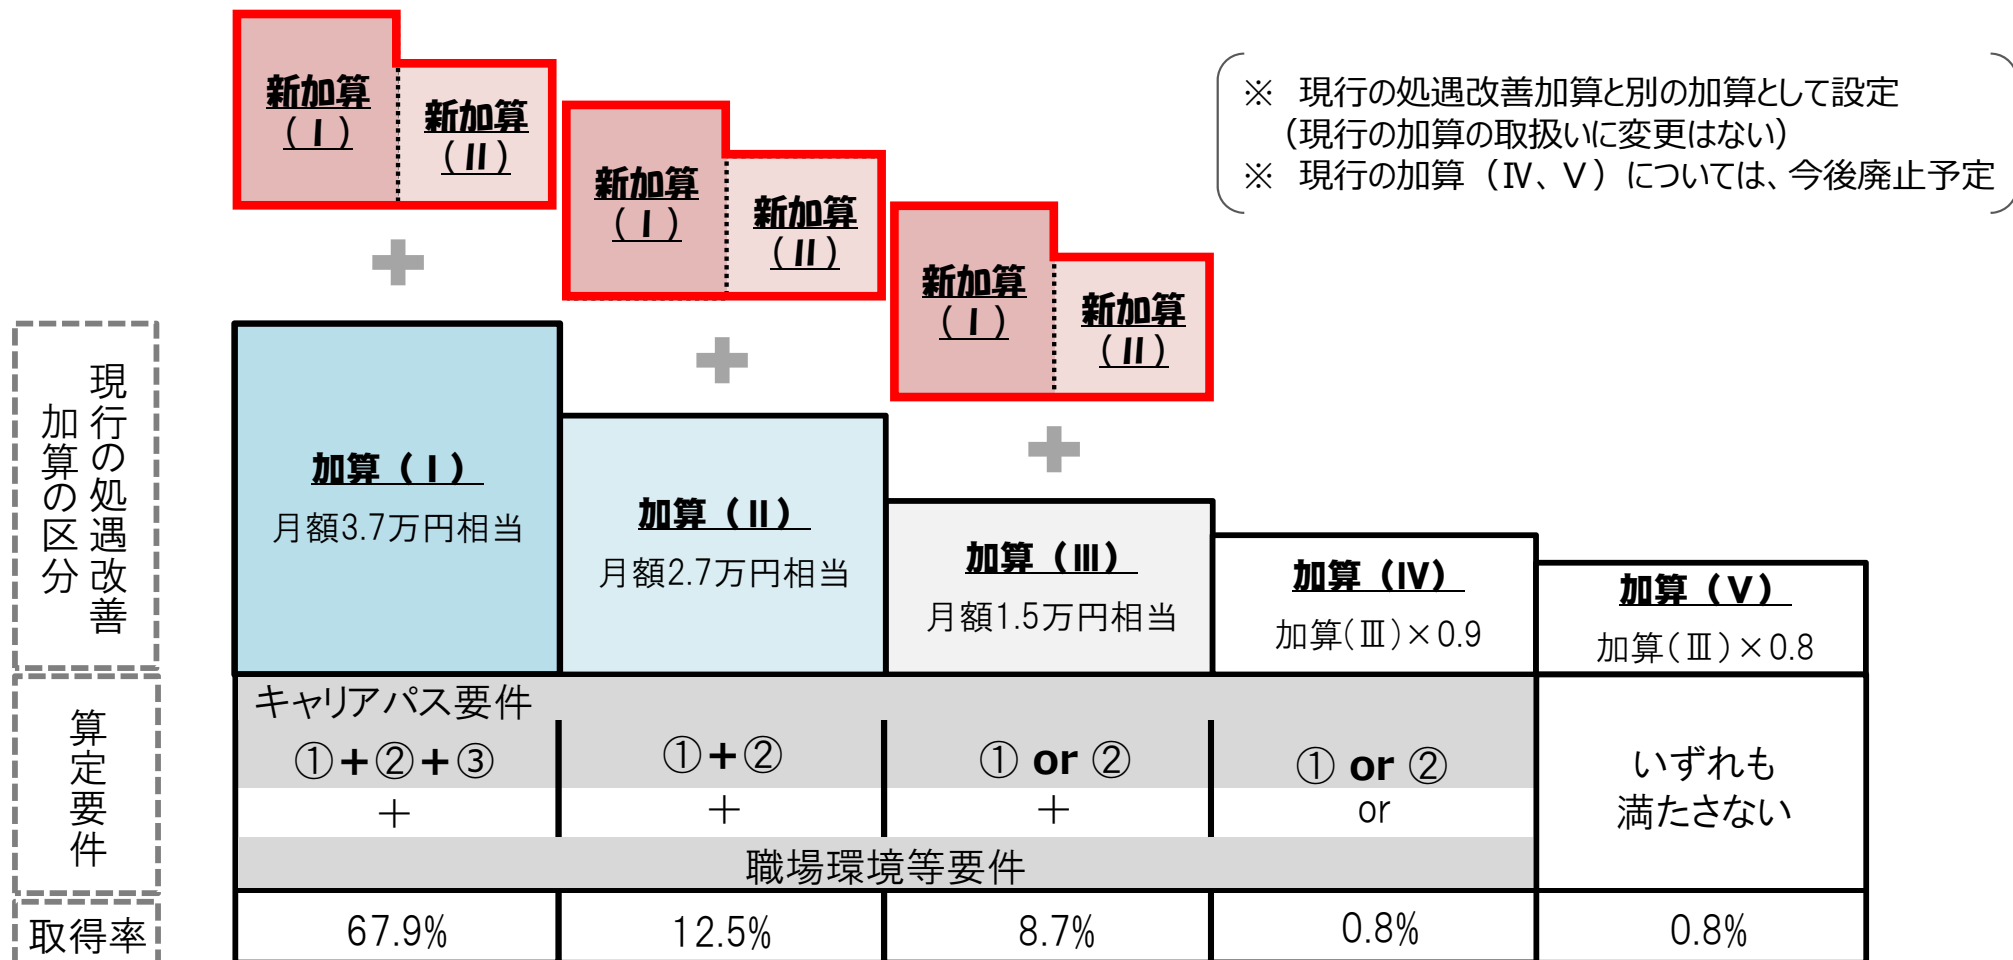 新加算
（Ⅰ）
新加算
（Ⅱ）
新加算
（Ⅰ）
新加算
（Ⅱ）
新加算
（Ⅰ）
新加算
（Ⅱ）
※　現行の処遇改善加算と別の加算として設定
（現行の加算の取扱いに変更はない）
※　現行の加算（Ⅳ、Ⅴ）については、今後廃止予定
現行の処遇改善
加算の区分
加算（Ⅰ）
月額3.7万円相当
加算（Ⅱ）
月額2.7万円相当
加算（Ⅲ）
月額1.5万円相当
加算（Ⅳ）
加算(Ⅲ)×0.9
加算（Ⅴ）
加算(Ⅲ)×0.8
算定要件
キャリアパス要件
①+②+③
①+②
① or ②
① or ②
＋
＋
＋
or
職場環境等要件
いずれも
満たさない
取得率
67.9%
12.5%
8.7%
0.8%
0.8%